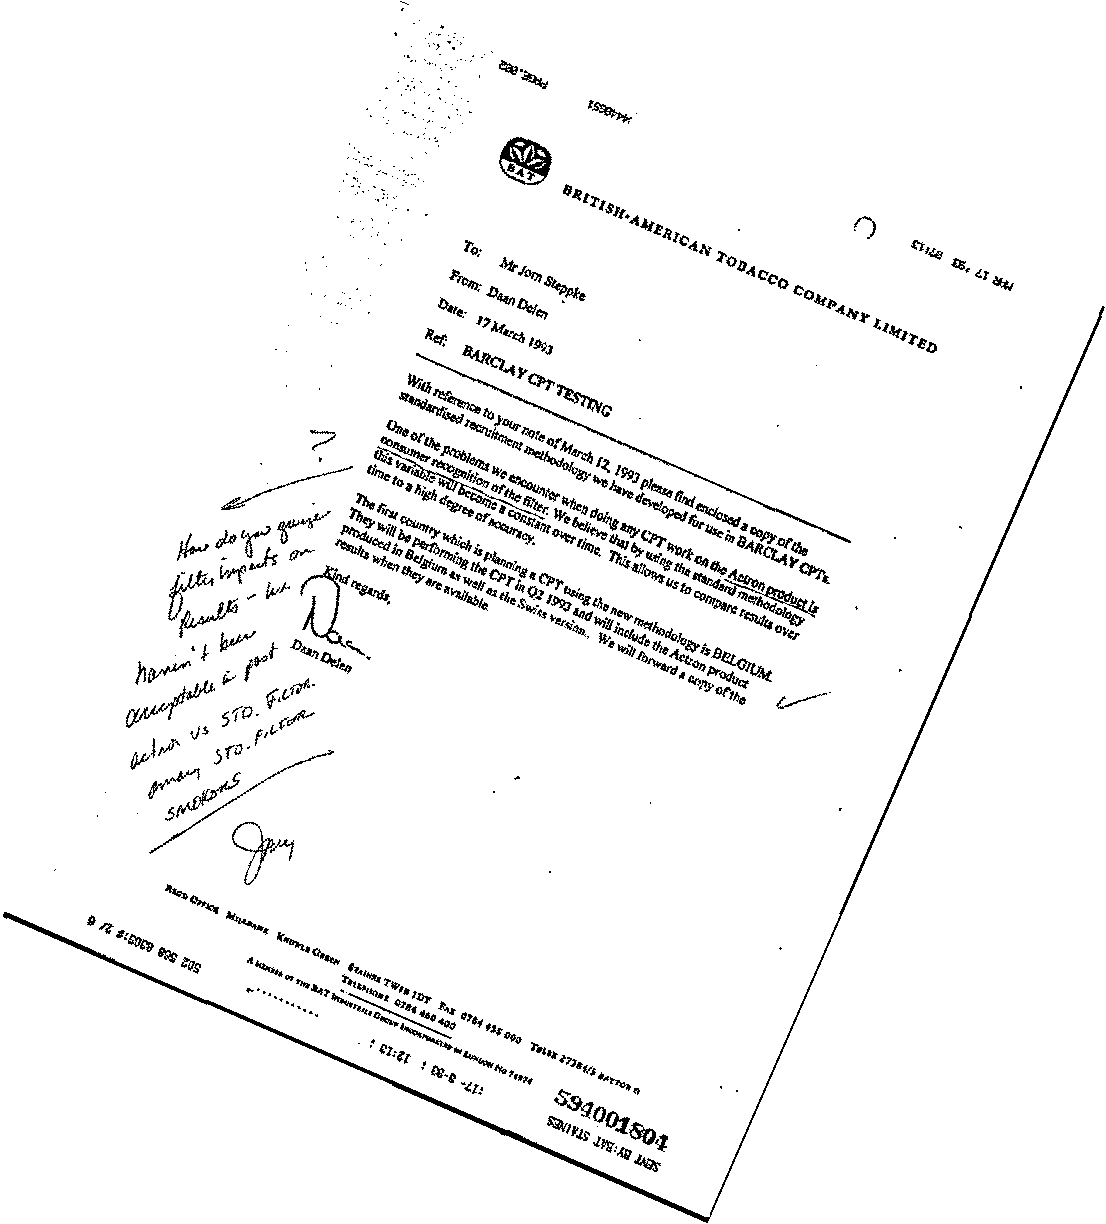 PAGE.002
BAT
BRITISH-AMERICAN TOBACCO COMPANY LIMITED
MAR 17 '93 07:13
To: Mr Jorn Steppke
From: Daan Delen
Date: 17 March 1993
Ref: BARCLAY CPT TESTING
With reference to your note of March 12, 1993 please find enclosed a copy of the
standardised recruitment methodology we have developed for use in BARCLAY CPTs.
One of the problems we encounter when doing any CPT work on the Actron product is
consumer recognition of the filter. We believe that by using the standard methodology
this variable will become a constant over time. This allows us to compare results over
time to a high degree of accuracy.
The first country which is planning a CPT using the new methodology is BELGIUM.
They will be performing the CPT in Q2 1993 and will include the Actron product
produced in Belgium as well as the Swiss version. We will forward a copy of the
results when they are available.
Kind regards,
Daan Delen
?
How do you gauge
filter impacts on
Results - we
haven't been
acceptable in past
actron vs STD. FILTER
among STD. FILTER
SMOKERS
REGD OFFICE MILLBANK KNOWLE GREEN STAINES TW18 1DT FAX 0784 455 000 TELEX
TELEPHONE 0784 460 400
A MEMBER OF THE BAT INDUSTRIES GROUP INCORPORATED IN LONDON NO 74974
594001804
SENT BY:BAT STAINES
:17- 3-93 ; 12:13 ;
502 568 8303:# 2/ 6